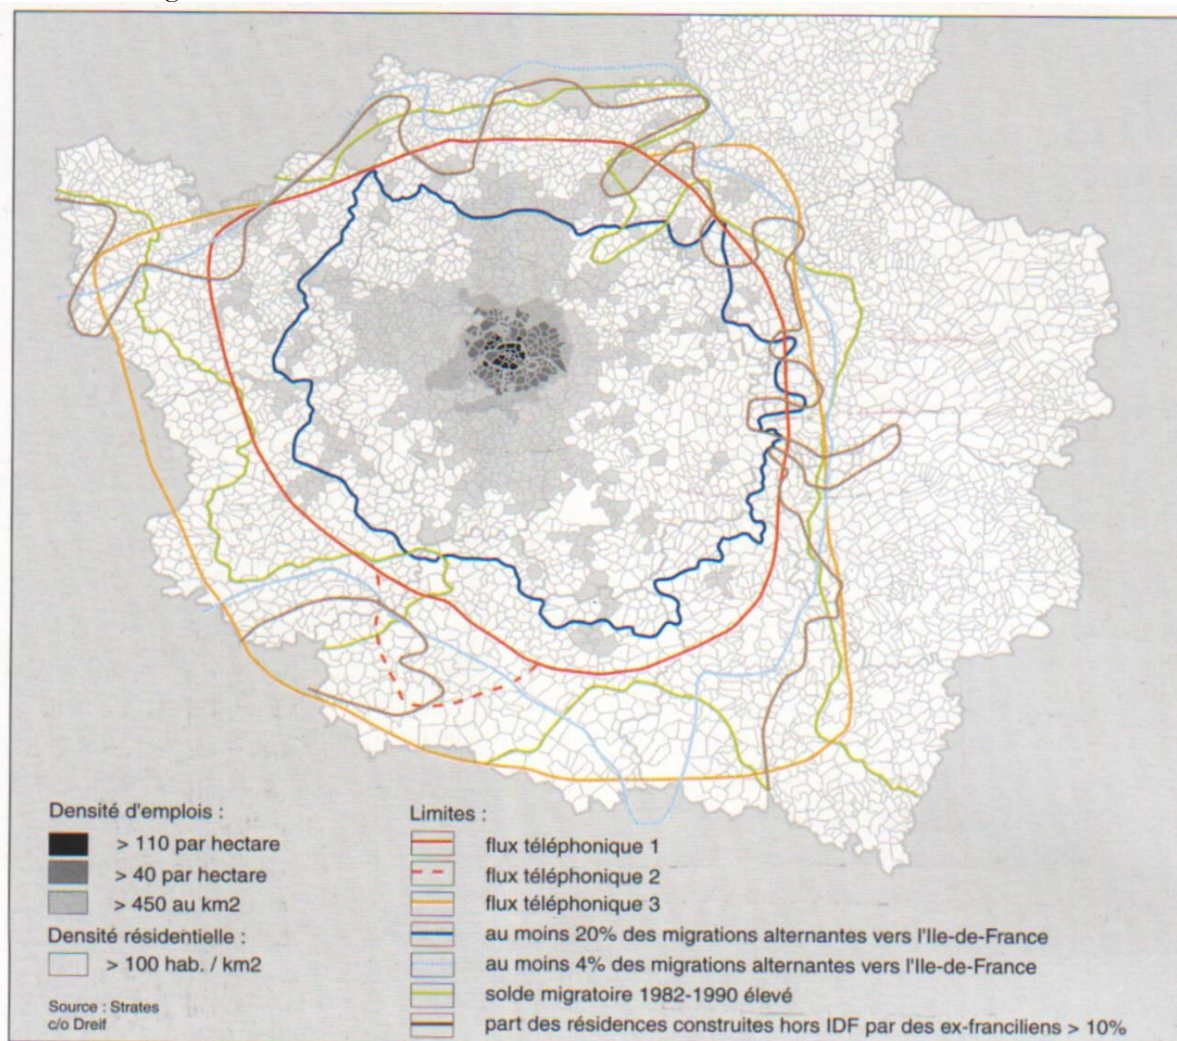 Densité d'emplois :
> 110 par hectare
> 40 par hectare
> 450 au km2
Densité résidentielle :
> 100 hab. / km2
Source : Strates
c/o Dreif
Limites :
flux téléphonique 1
flux téléphonique 2
flux téléphonique 3
au moins 20% des migrations alternantes vers l'Ile-de-France
au moins 4% des migrations alternantes vers l'Ile-de-France
solde migratoire 1982-1990 élevé
part des résidences construites hors IDF par des ex-franciliens > 10%